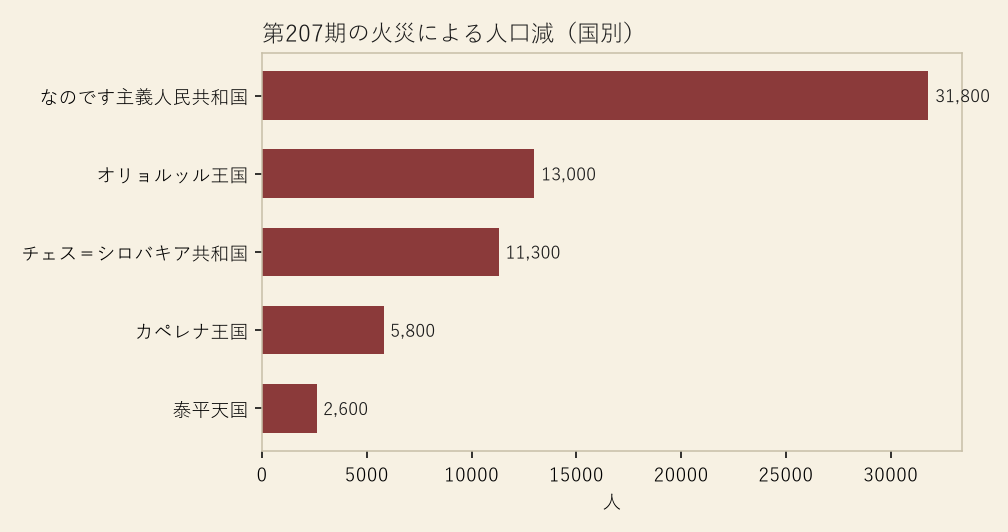 第207期の火災による人口減（国別）
なのです主義人民共和国
31,800
オリョルッル王国
13,000
チェス＝シロバキア共和国
11,300
カペレナ王国
5,800
泰平天国
2,600
0 5000 10000 15000 20000 25000 30000
人